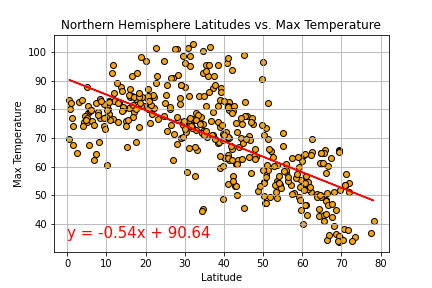 Northern Hemisphere Latitudes vs. Max Temperature
100
90
80
70
60
50
40
Max Temperature
y = -0.54x + 90.64
0 10 20 30 40 50 60 70 80
Latitude